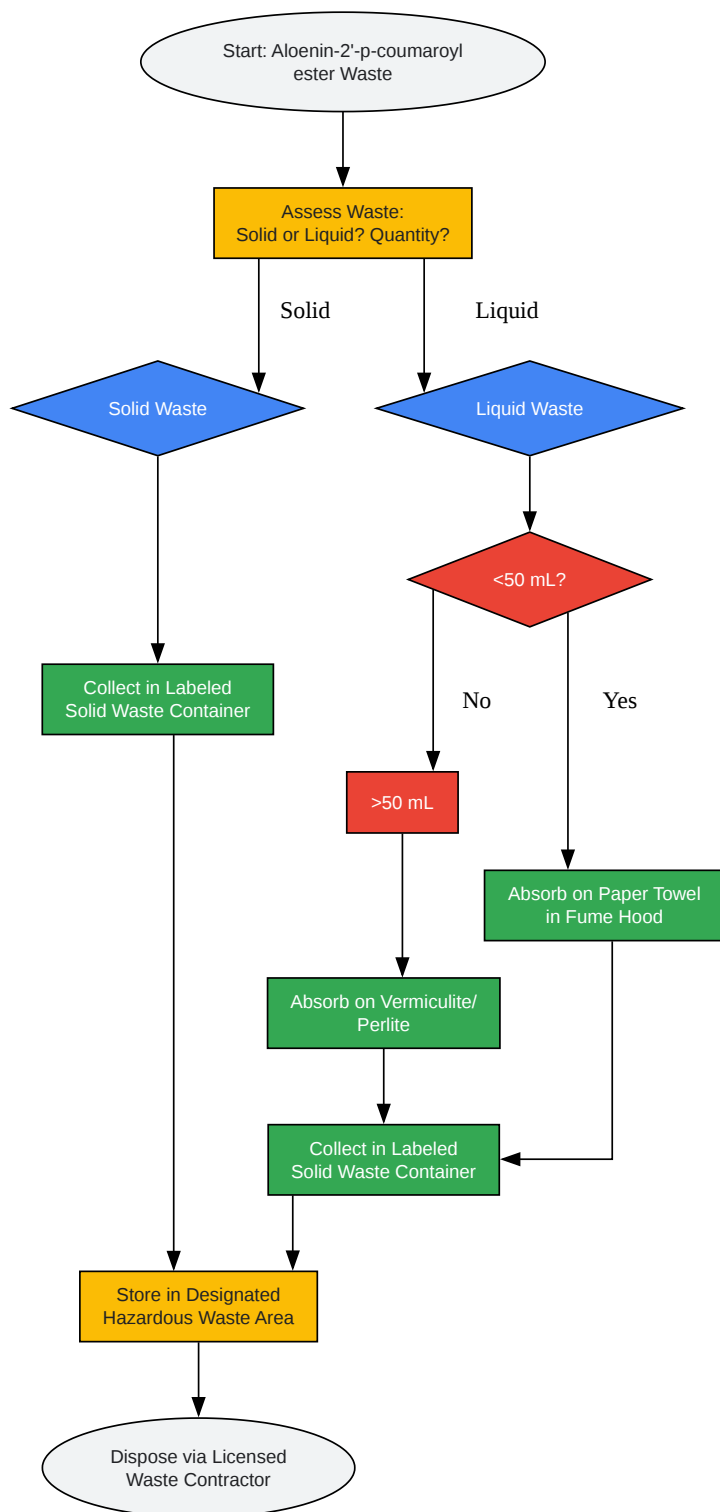 Start: Aloenin-2'-p-coumaroyl
ester Waste
Assess Waste:
Solid or Liquid? Quantity?
Solid
Liquid
Solid Waste
Liquid Waste
<50 mL?
Collect in Labeled
Solid Waste Container
No
Yes
>50 mL
Absorb on Paper Towel
in Fume Hood
Absorb on Vermiculite/
Perlite
Collect in Labeled
Solid Waste Container
Store in Designated
Hazardous Waste Area
Dispose via Licensed
Waste Contractor